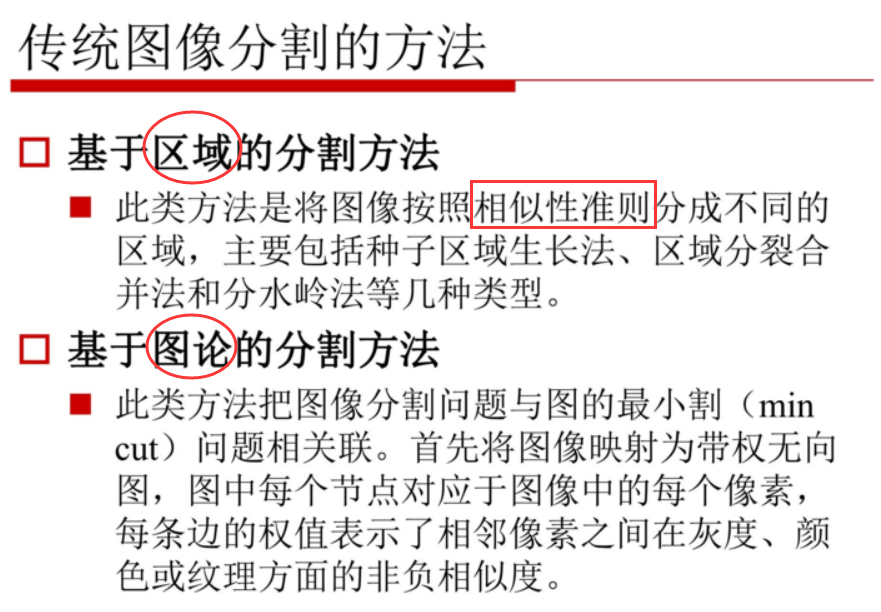 传统图像分割的方法
基于区域的分割方法
此类方法是将图像按照相似性准则分成不同的
区域，主要包括种子区域生长法、区域分裂合
并法和分水岭法等几种类型。
基于图论的分割方法
此类方法把图像分割问题与图的最小割（min
cut）问题相关联。首先将图像映射为带权无向
图，图中每个节点对应于图像中的每个像素，
每条边的权值表示了相邻像素之间在灰度、颜
色或纹理方面的非负相似度。